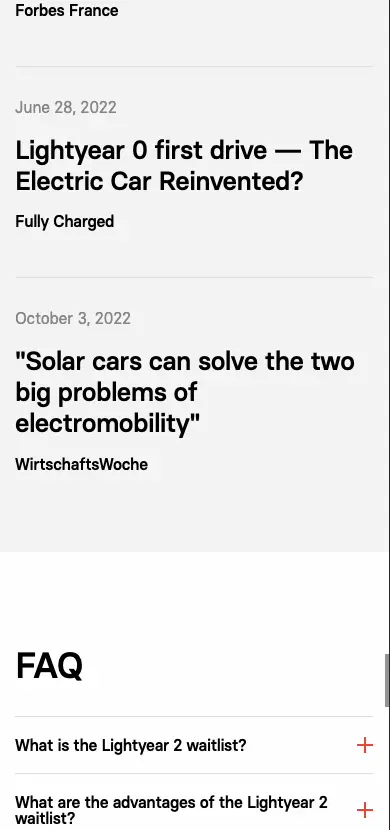 Forbes France
June 28, 2022
Lightyear 0 first drive — The
Electric Car Reinvented?
Fully Charged
October 3, 2022
"Solar cars can solve the two
big problems of
electromobility"
WirtschaftsWoche
FAQ
What is the Lightyear 2 waitlist?
What are the advantages of the Lightyear 2
waitlist?